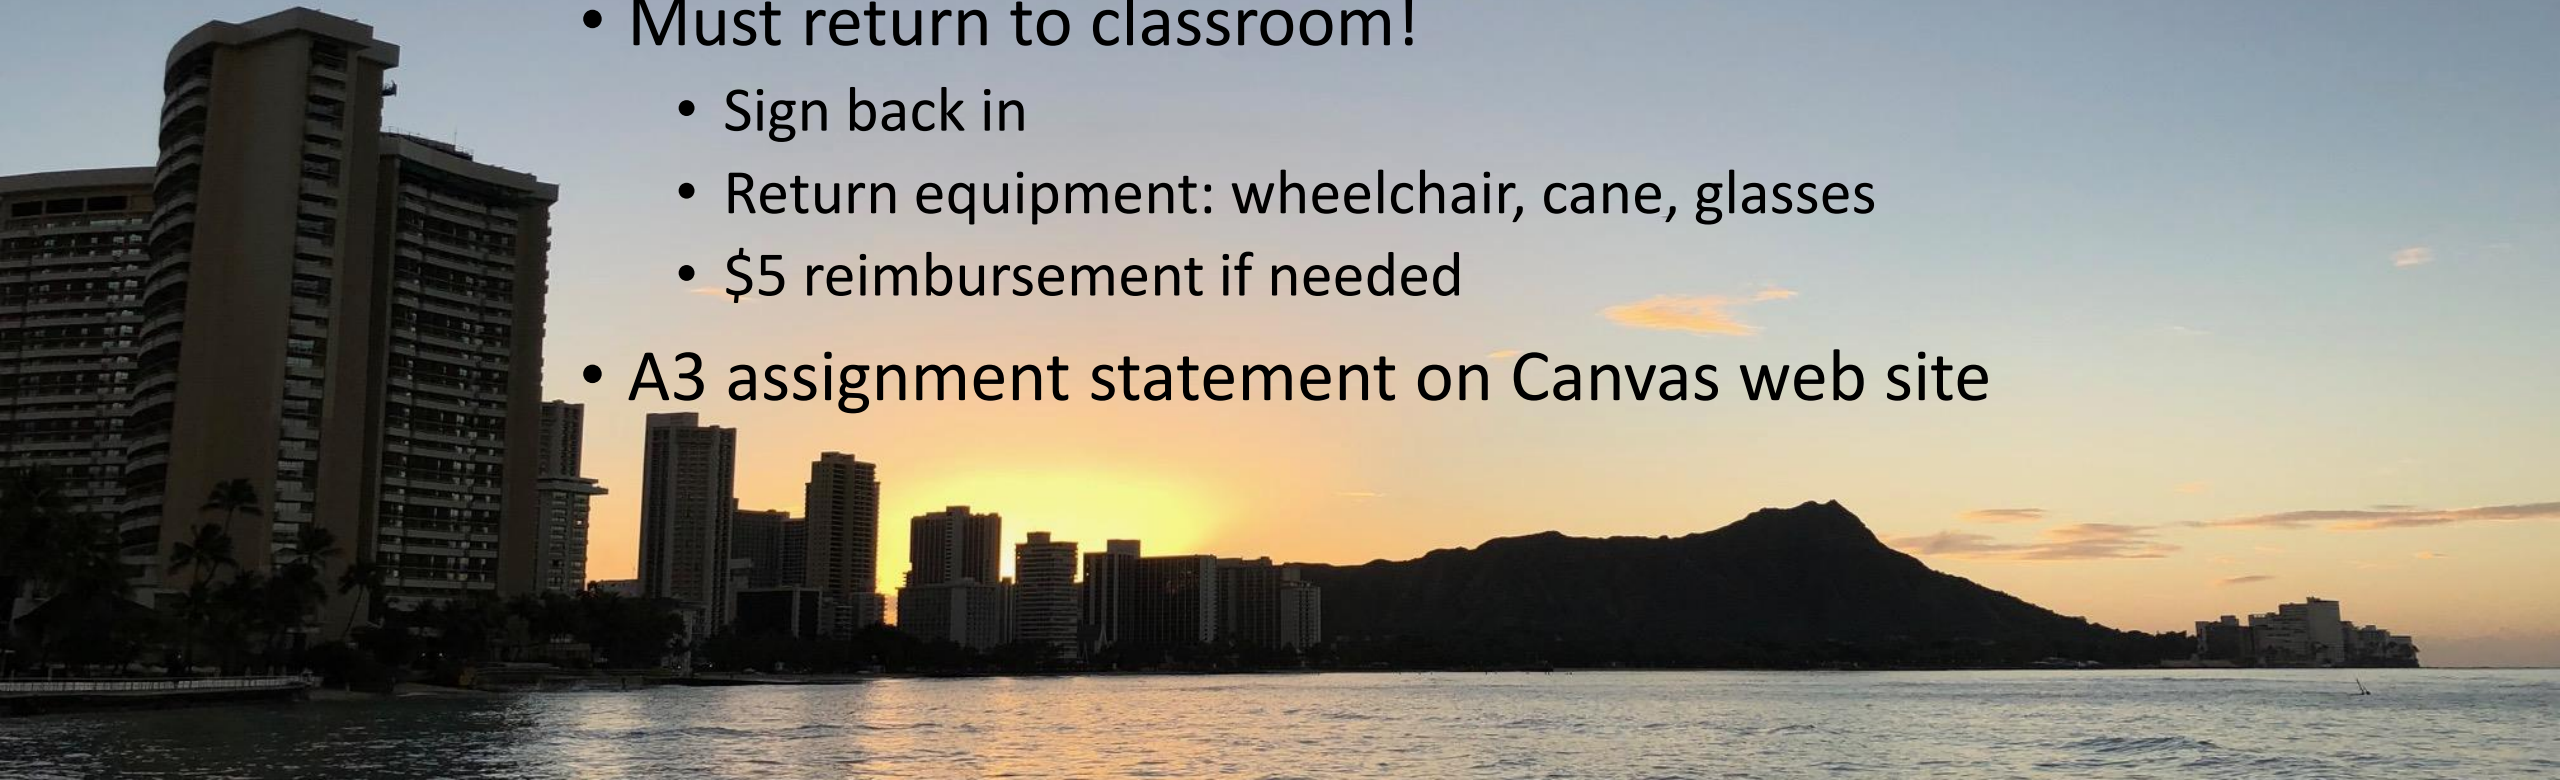 • Must return to classroom!
• Sign back in
• Return equipment: wheelchair, cane, glasses
• $5 reimbursement if needed
• A3 assignment statement on Canvas web site